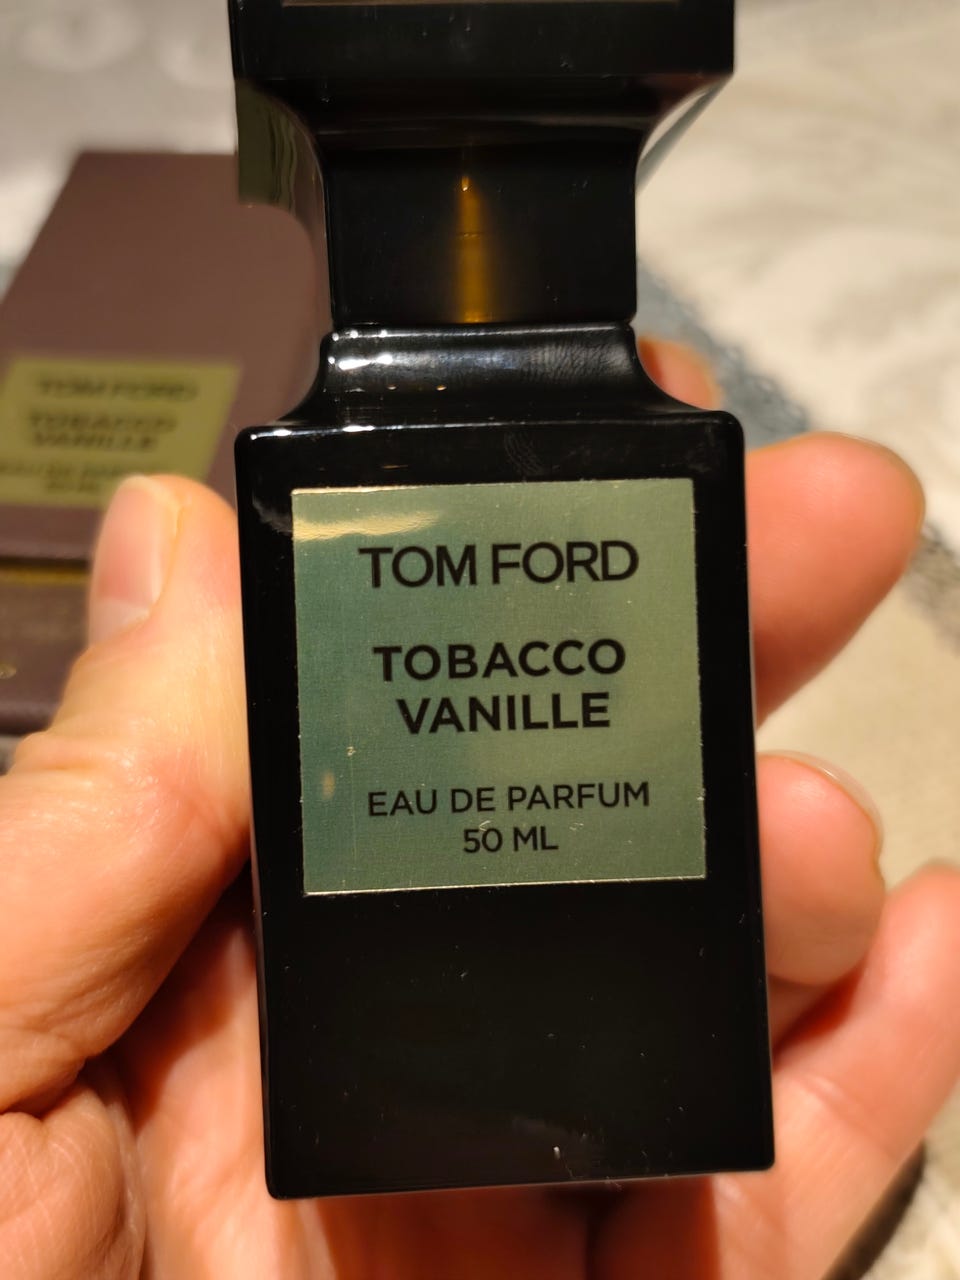 TOM FORD
TOBACCO
VANILLE
EAU DE PARFUM
50 ML
TOM FORD
TOBACCO
VANILLE